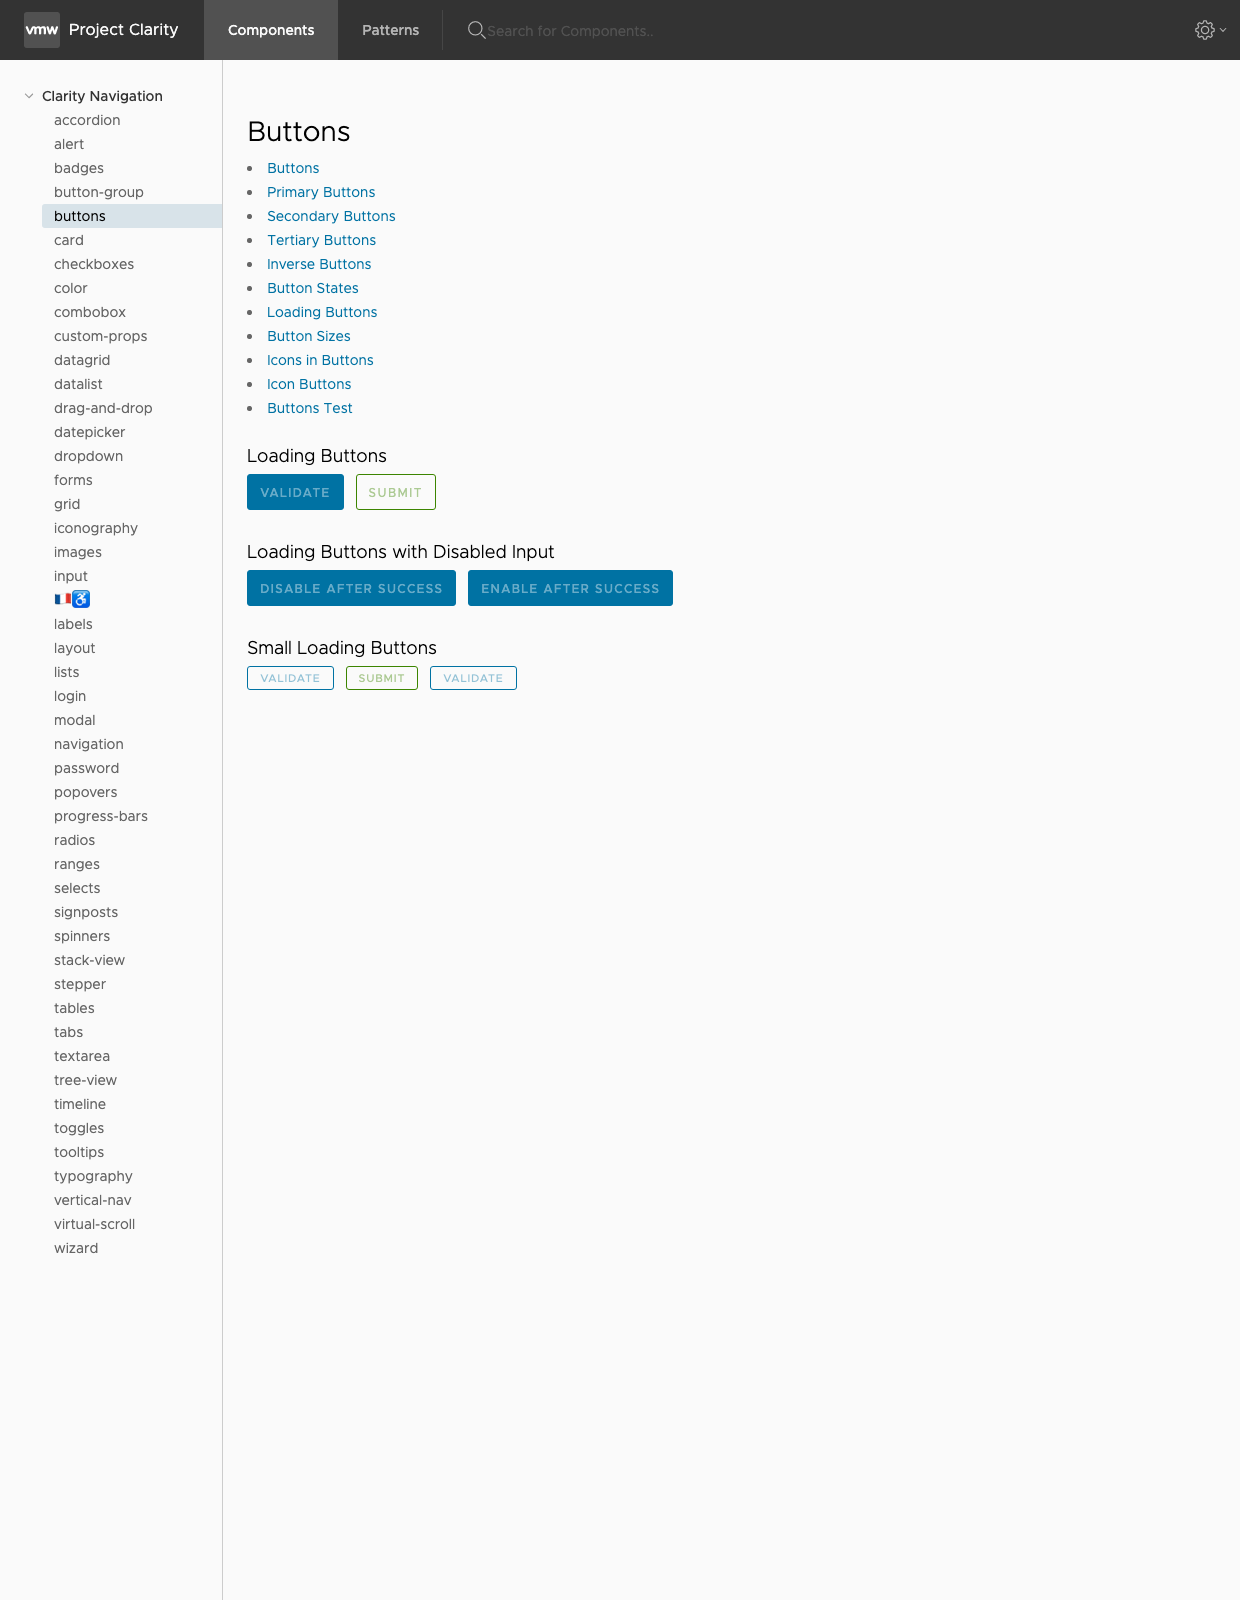 vmw Project Clarity Components Patterns Search for Components..
Clarity Navigation
accordion
alert
badges
button-group
buttons
card
checkboxes
color
combobox
custom-props
datagrid
datalist
drag-and-drop
datepicker
dropdown
forms
grid
iconography
images
input
🇫🇷♿
labels
layout
lists
login
modal
navigation
password
popovers
progress-bars
radios
ranges
selects
signposts
spinners
stack-view
stepper
tables
tabs
textarea
tree-view
timeline
toggles
tooltips
typography
vertical-nav
virtual-scroll
wizard
Buttons
Buttons
Primary Buttons
Secondary Buttons
Tertiary Buttons
Inverse Buttons
Button States
Loading Buttons
Button Sizes
Icons in Buttons
Icon Buttons
Buttons Test
Loading Buttons
VALIDATE SUBMIT
Loading Buttons with Disabled Input
DISABLE AFTER SUCCESS ENABLE AFTER SUCCESS
Small Loading Buttons
VALIDATE SUBMIT VALIDATE